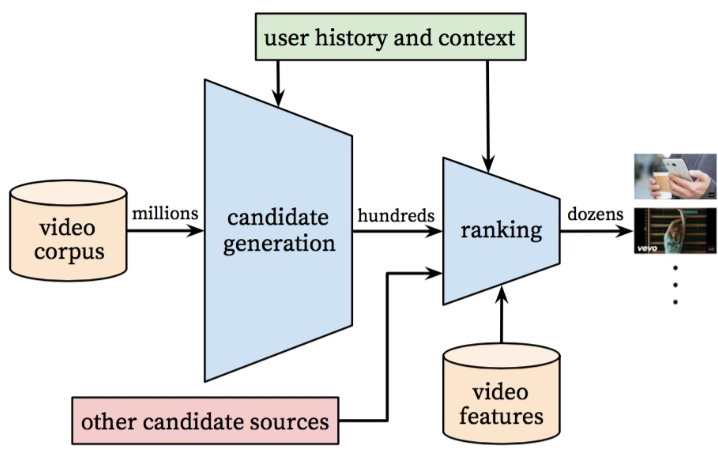 user history and context
video
corpus
millions
candidate
generation
hundreds
ranking
dozens
vevo
other candidate sources
video
features